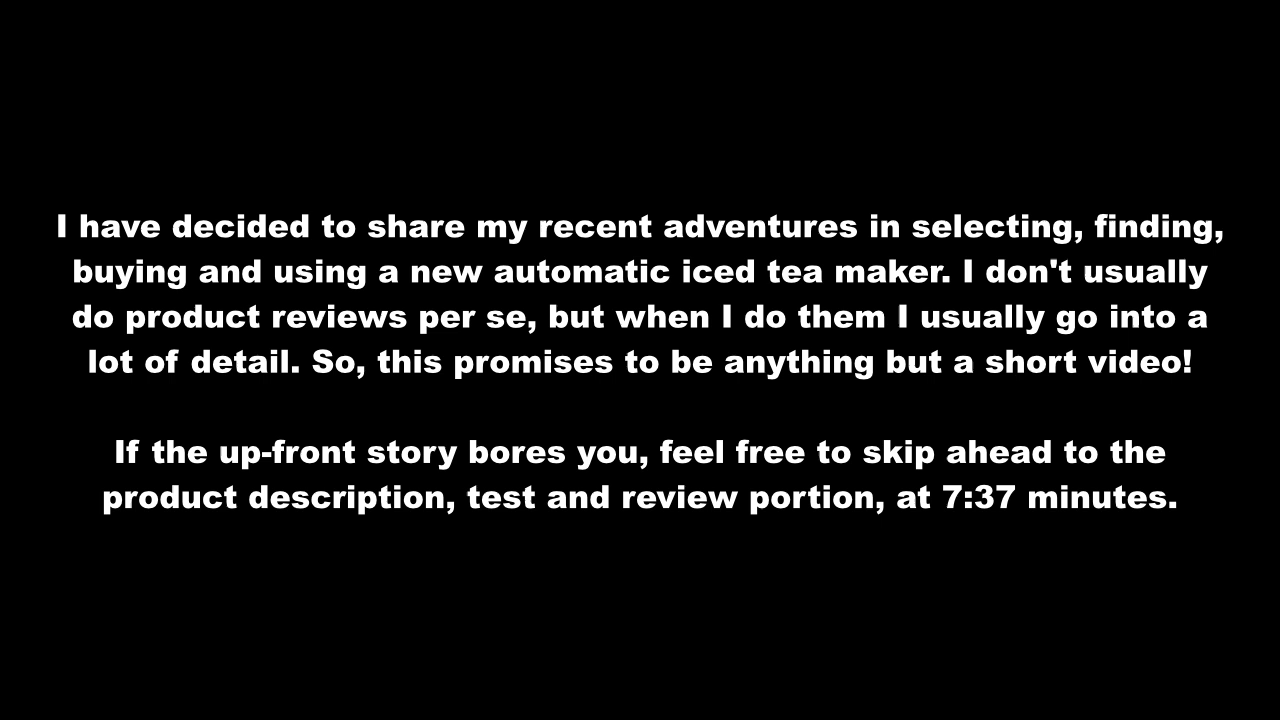 I have decided to share my recent adventures in selecting, finding,
buying and using a new automatic iced tea maker. I don't usually
do product reviews per se, but when I do them I usually go into a
lot of detail. So, this promises to be anything but a short video!
If the up-front story bores you, feel free to skip ahead to the
product description, test and review portion, at 7:37 minutes.